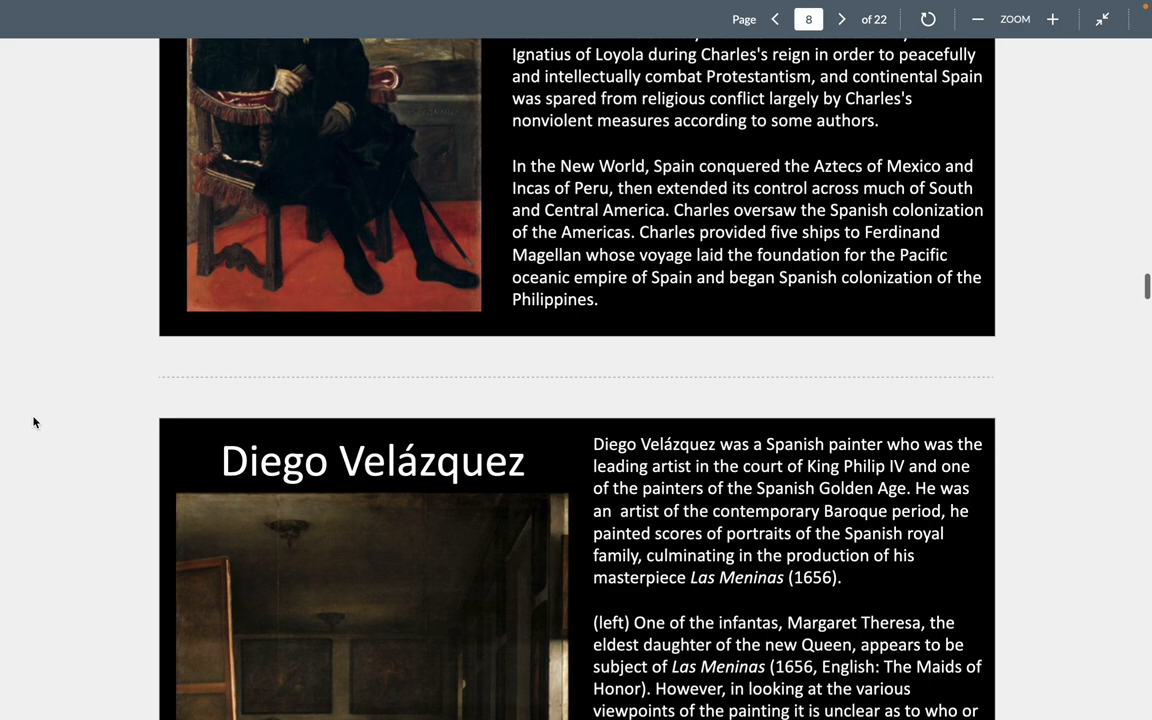 Page 8 of 22 ZOOM
Ignatius of Loyola during Charles's reign in order to peacefully
and intellectually combat Protestantism, and continental Spain
was spared from religious conflict largely by Charles's
nonviolent measures according to some authors.
In the New World, Spain conquered the Aztecs of Mexico and
Incas of Peru, then extended its control across much of South
and Central America. Charles oversaw the Spanish colonization
of the Americas. Charles provided five ships to Ferdinand
Magellan whose voyage laid the foundation for the Pacific
oceanic empire of Spain and began Spanish colonization of the
Philippines.
Diego Velázquez
Diego Velázquez was a Spanish painter who was the
leading artist in the court of King Philip IV and one
of the painters of the Spanish Golden Age. He was
an artist of the contemporary Baroque period, he
painted scores of portraits of the Spanish royal
family, culminating in the production of his
masterpiece Las Meninas (1656).
(left) One of the infantas, Margaret Theresa, the
eldest daughter of the new Queen, appears to be
subject of Las Meninas (1656, English: The Maids of
Honor). However, in looking at the various
viewpoints of the painting it is unclear as to who or